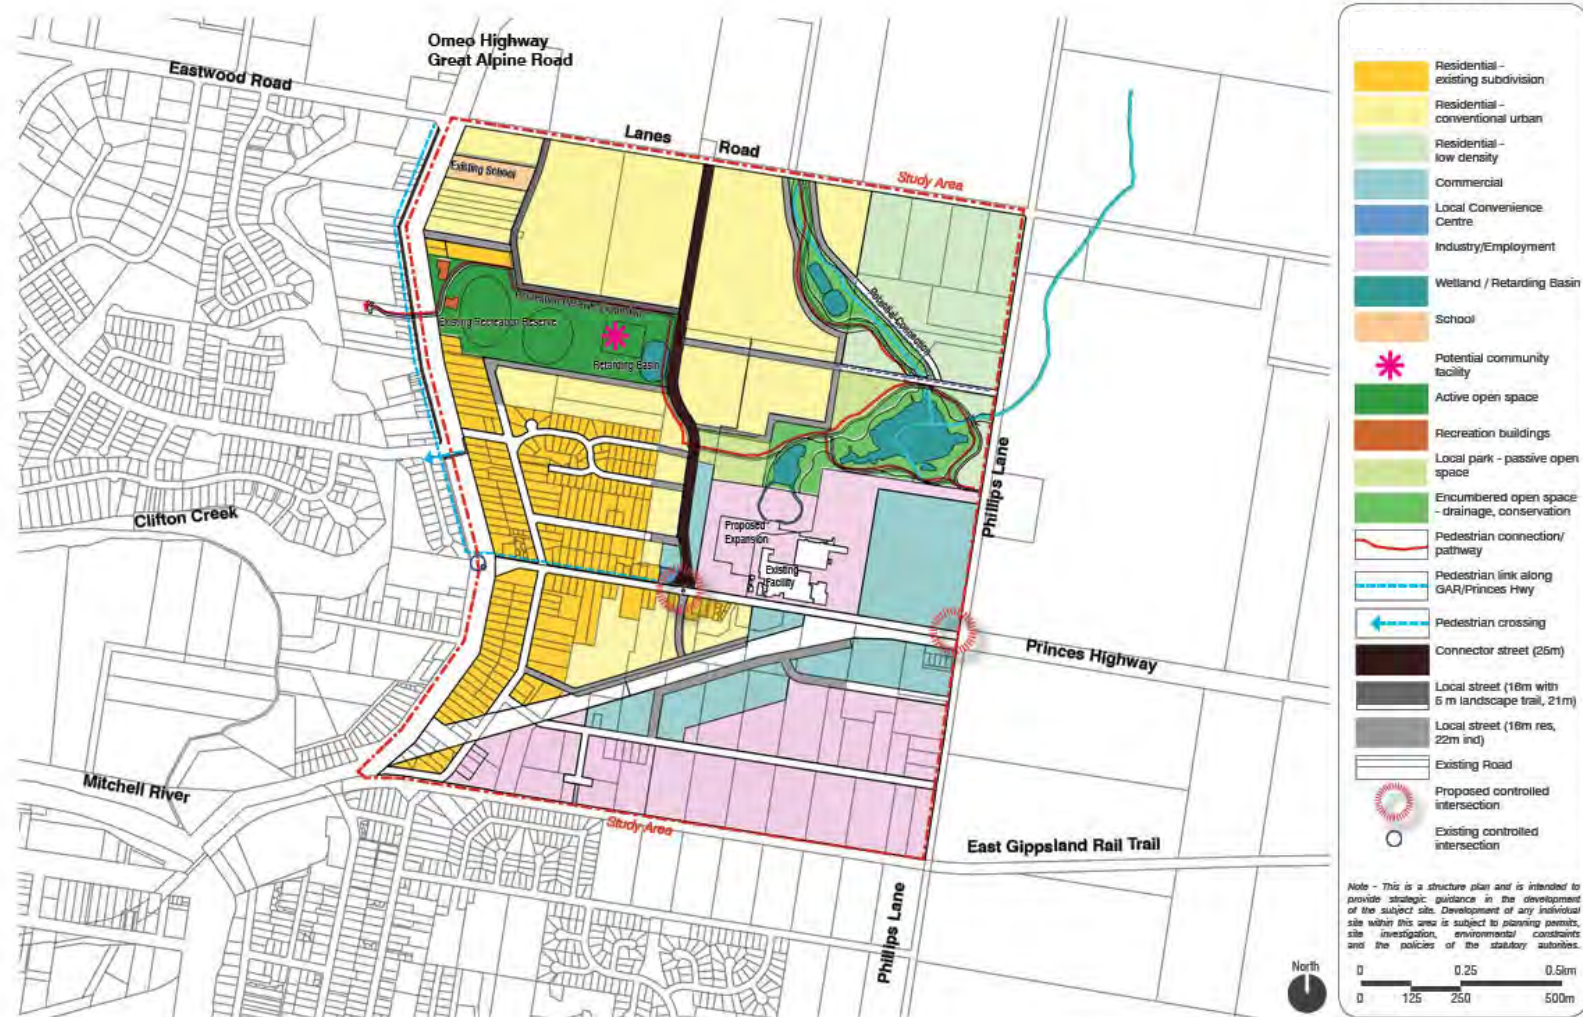 Omeo Highway
Great Alpine Road
Eastwood Road
Lanes Road
Study Area
Existing School
Existing Recreation Reserve
Retarding Basin
Potential Connection
Clifton Creek
Proposed
Expansion
Existing
Facility
Phillips Lane
Princes Highway
Mitchell River
Study Area
East Gippsland Rail Trail
Phillips Lane
North
Residential -
existing subdivision
Residential -
conventional urban
Residential -
low density
Commercial
Local Convenience
Centre
Industry/Employment
Wetland / Retarding Basin
School
Potential community
facility
Active open space
Recreation buildings
Local park - passive open
space
Encumbered open space
- drainage, conservation
Pedestrian connection/
pathway
Pedestrian link along
GAR/Princes Hwy
Pedestrian crossing
Connector street (25m)
Local street (16m with
5 m landscape trail, 21m)
Local street (16m res,
22m ind)
Existing Road
Proposed controlled
intersection
Existing controlled
intersection
Note - This is a structure plan and is intended to
provide strategic guidance in the development
of the subject site. Development of any individual
site within this area is subject to planning permits,
site investigation, environmental constraints
and the policies of the statutory autorities.
0 0.25 0.5km
0 125 250 500m